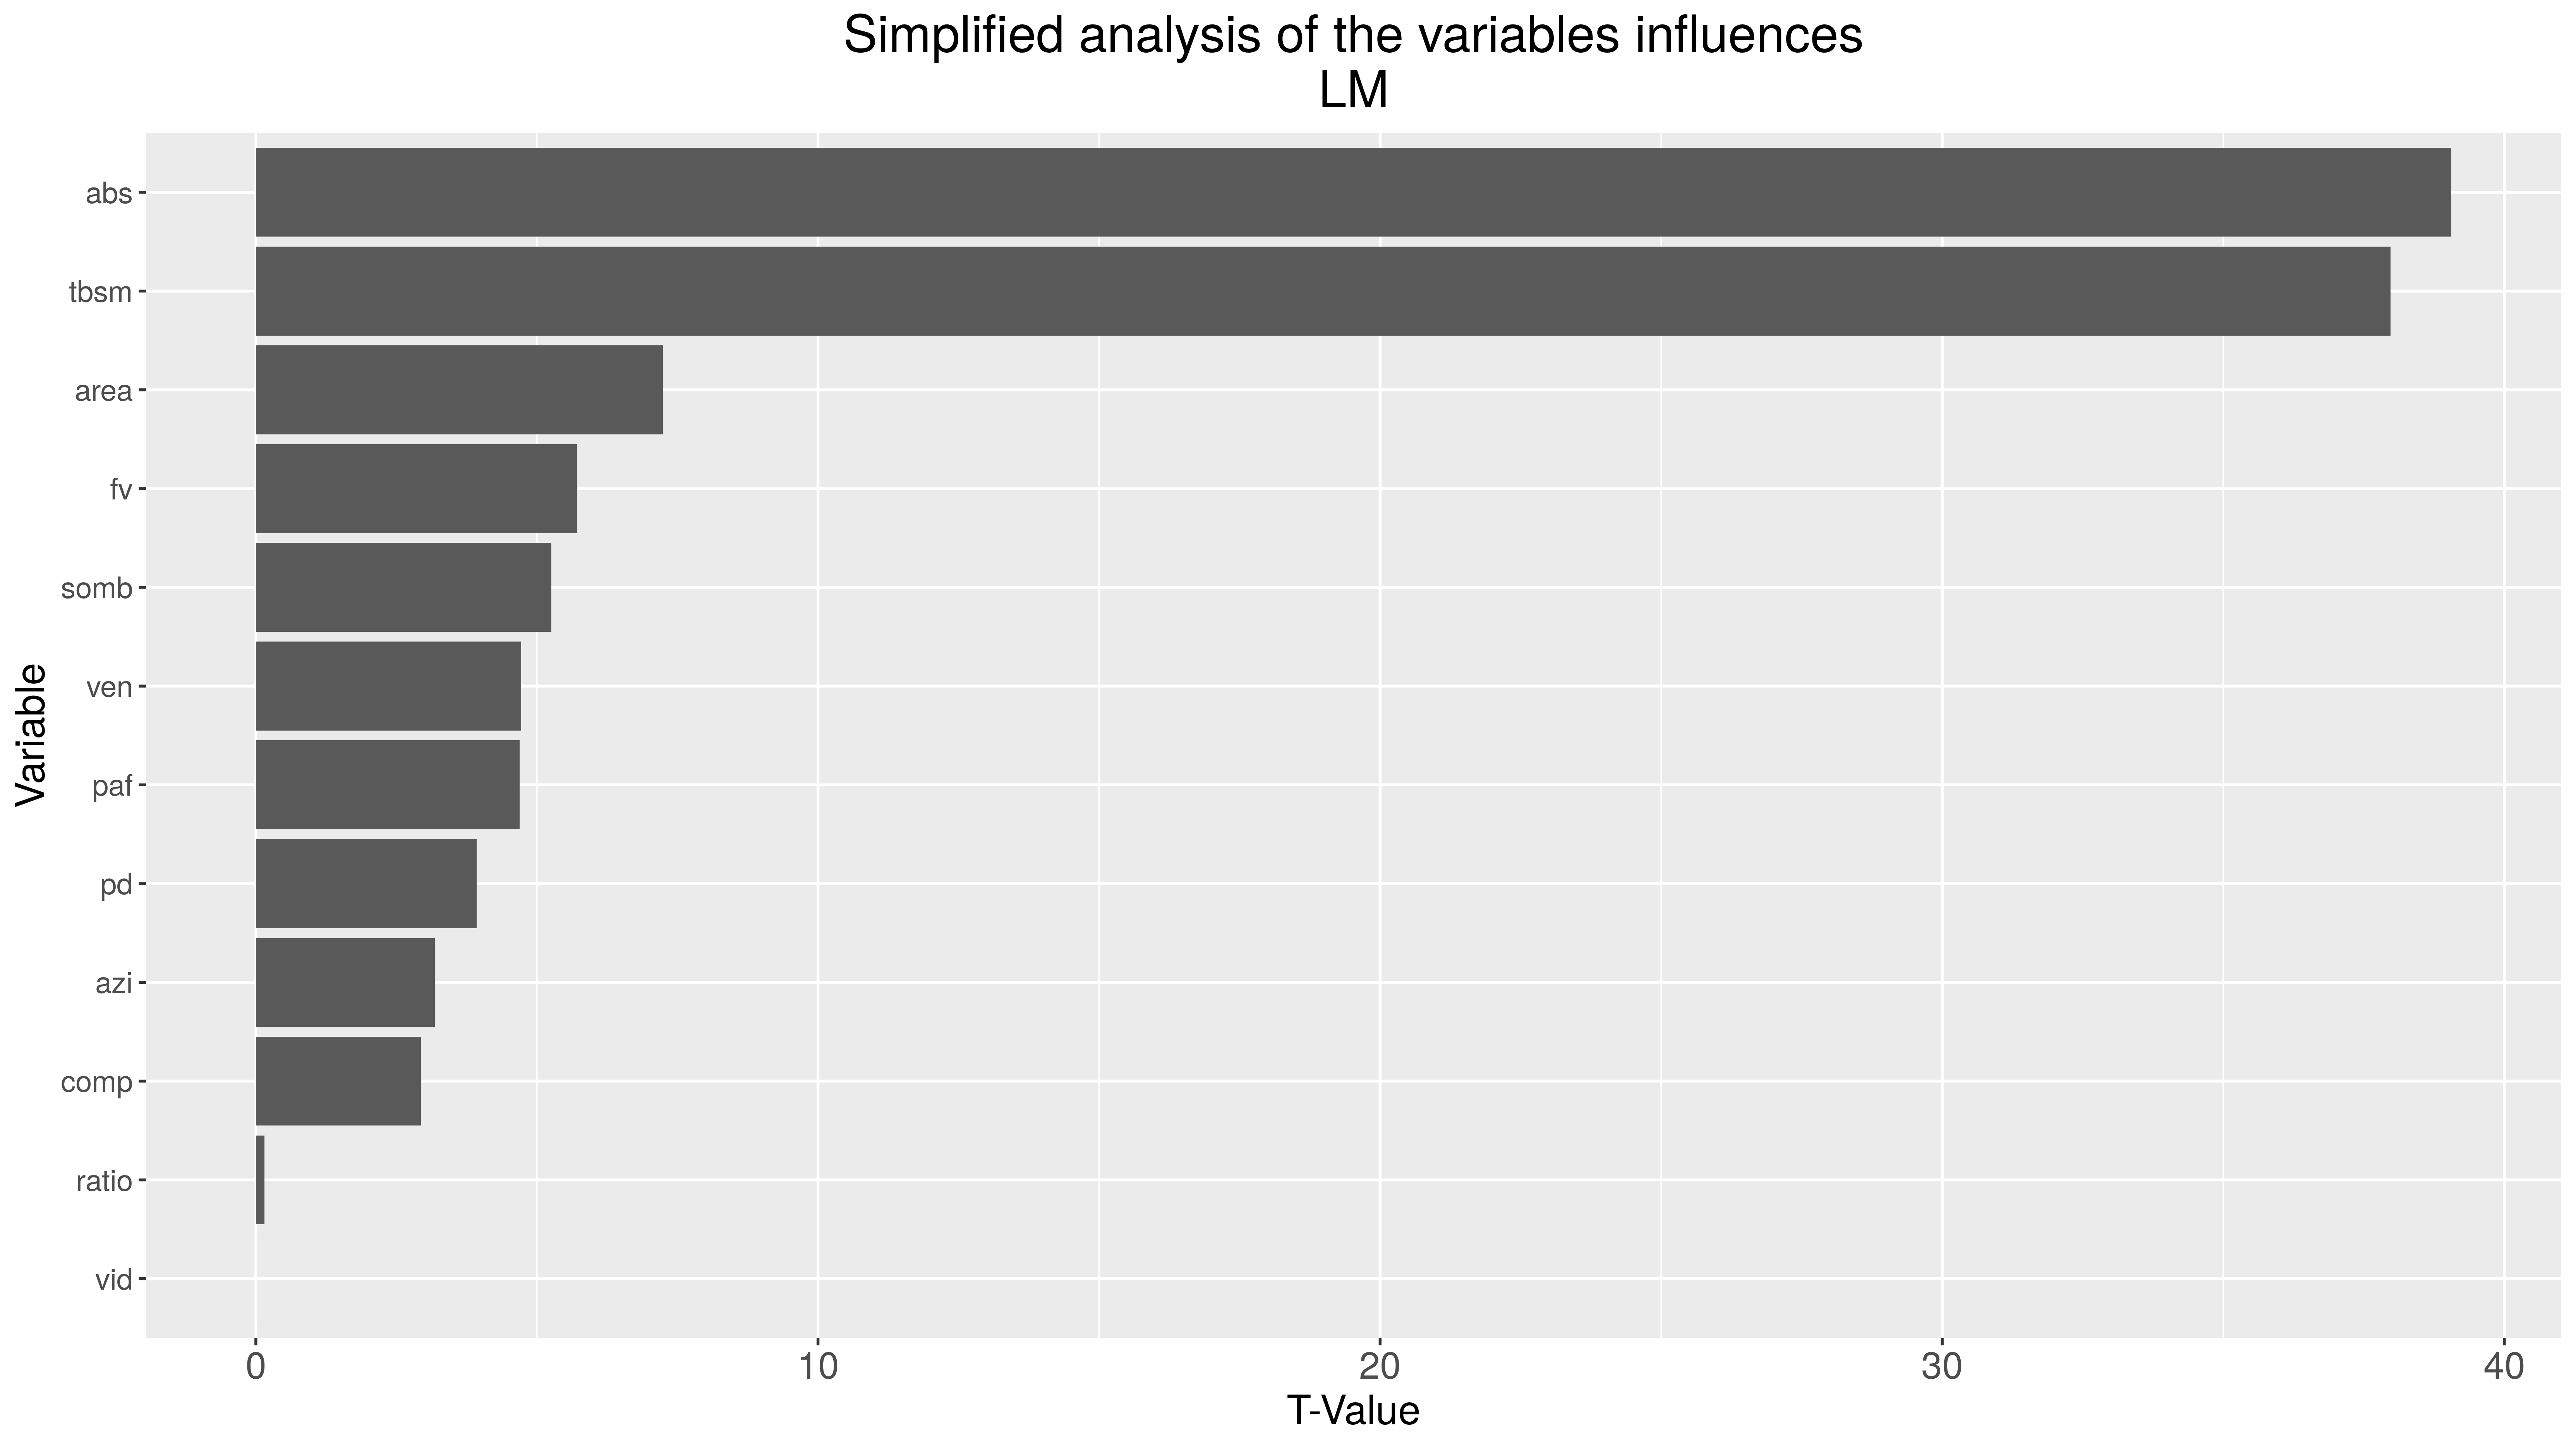 Simplified analysis of the variables influences
LM
abs
tbsm
area
fv
somb
ven
paf
pd
azi
comp
ratio
vid
Variable
0 10 20 30 40
T-Value